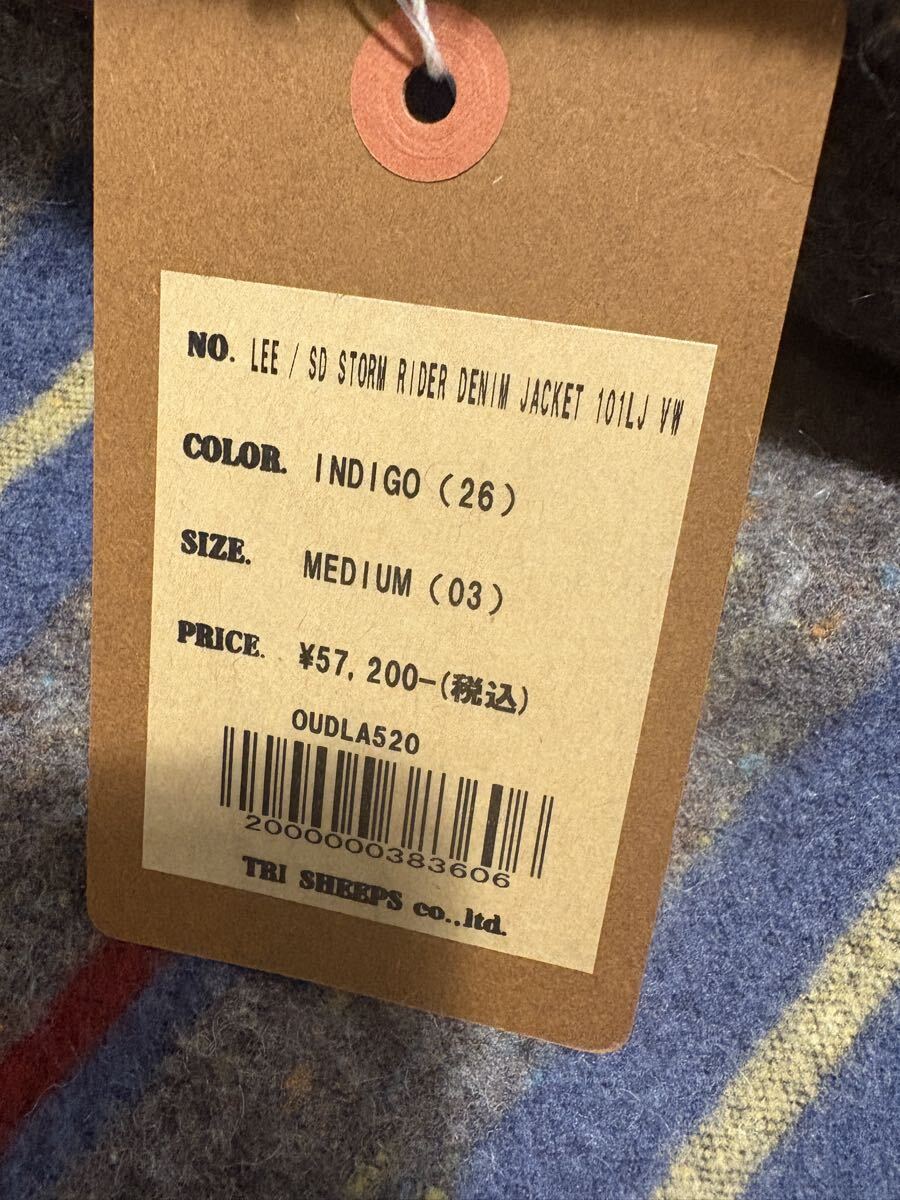 NO. LEE / SD STORM RIDER DENIM JACKET 101LJ VW
COLOR. INDIGO (26)
SIZE. MEDIUM (03)
PRICE. ¥57,200-(税込)
OUDLA520
2000000383606
TRI SHEEPS co.,ltd.